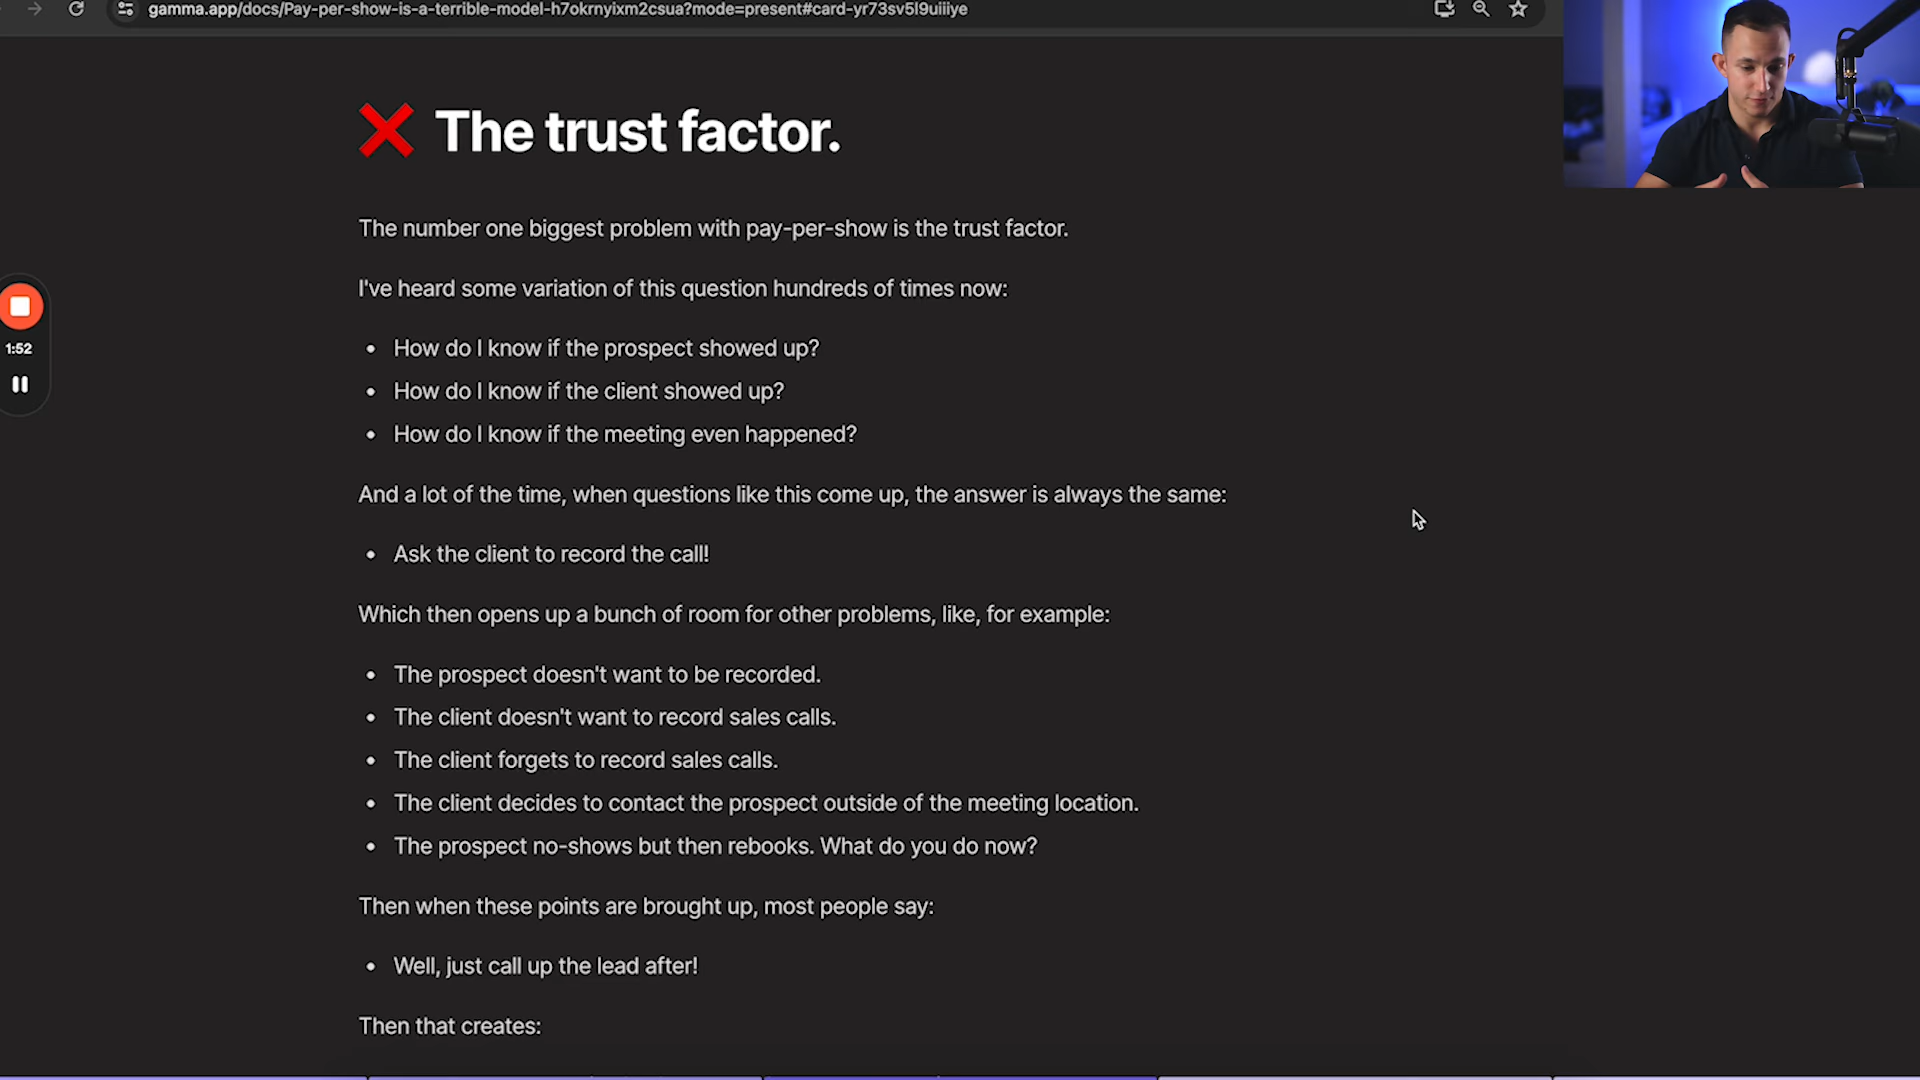 gamma.app/docs/Pay-per-show-is-a-terrible-model-h7okrnyixm2csua?mode=present#card-yr73sv5l9uiiiye
❌ The trust factor.
The number one biggest problem with pay-per-show is the trust factor.
I've heard some variation of this question hundreds of times now:
• How do I know if the prospect showed up?
• How do I know if the client showed up?
1:52
• How do I know if the meeting even happened?
And a lot of the time, when questions like this come up, the answer is always the same:
• Ask the client to record the call!
Which then opens up a bunch of room for other problems, like, for example:
• The prospect doesn't want to be recorded.
• The client doesn't want to record sales calls.
• The client forgets to record sales calls.
• The client decides to contact the prospect outside of the meeting location.
• The prospect no-shows but then rebooks. What do you do now?
Then when these points are brought up, most people say:
• Well, just call up the lead after!
Then that creates: